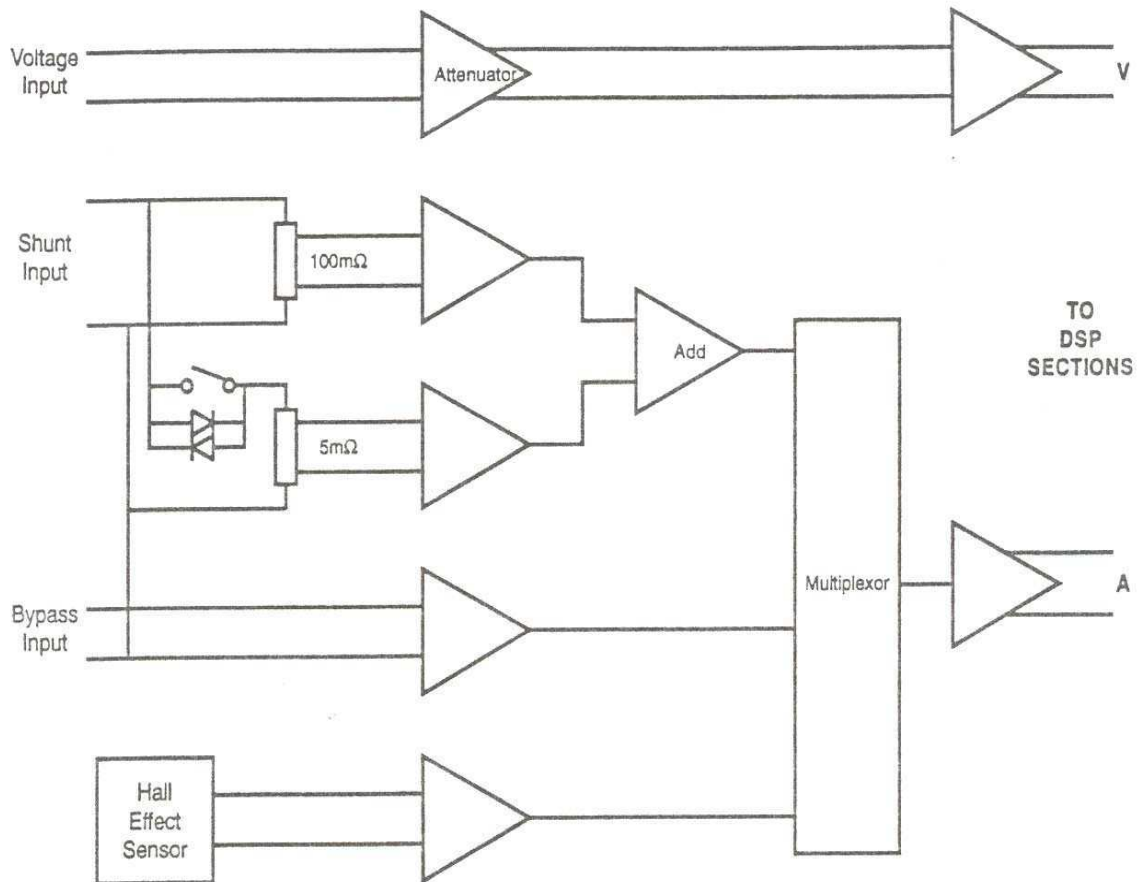 Voltage
Input
Attenuator
V
Shunt
Input
100mΩ
Add
TO
DSP
SECTIONS
5mΩ
Multiplexor
A
Bypass
Input
Hall
Effect
Sensor